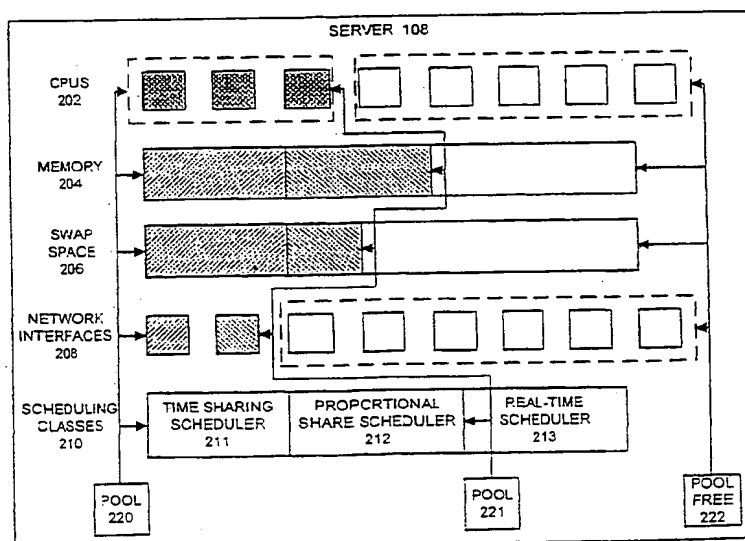 SERVER 108
CPUS
202
MEMORY
204
SWAP
SPACE
206
NETWORK
INTERFACES
208
SCHEDULING
CLASSES
210
TIME SHARING
SCHEDULER
211
PROPORTIONAL
SHARE SCHEDULER
212
REAL-TIME
SCHEDULER
213
POOL
220
POOL
221
POOL
FREE
222